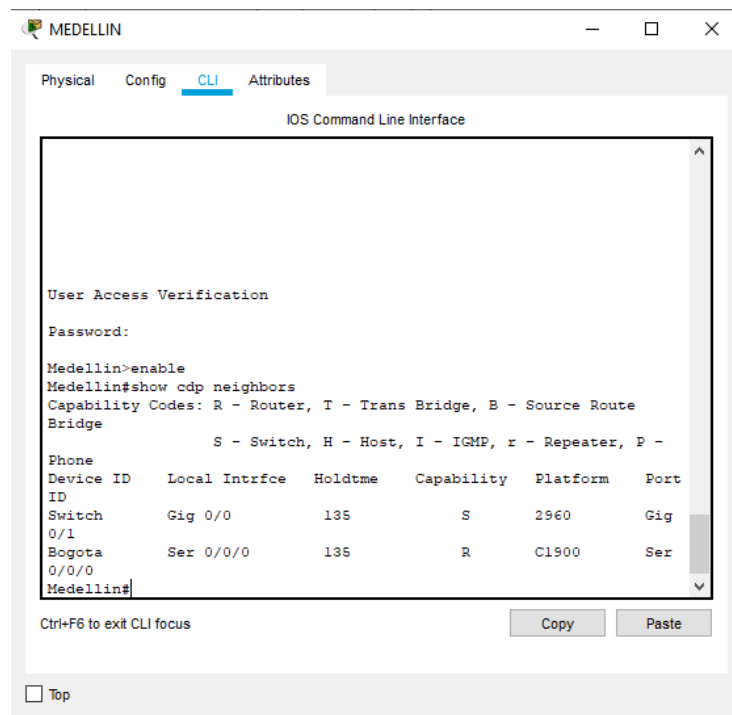 MEDELLIN
Physical Config CLI Attributes
IOS Command Line Interface
User Access Verification
Password:
Medellin>enable
Medellin#show cdp neighbors
Capability Codes: R - Router, T - Trans Bridge, B - Source Route
Bridge
S - Switch, H - Host, I - IGMP, r - Repeater, P -
Phone
Device ID Local Intrfce Holdtme Capability Platform Port
ID
Switch Gig 0/0 135 S 2960 Gig
0/1
Bogota Ser 0/0/0 135 R C1900 Ser
0/0/0
Medellin#
Ctrl+F6 to exit CLI focus Copy Paste
Top